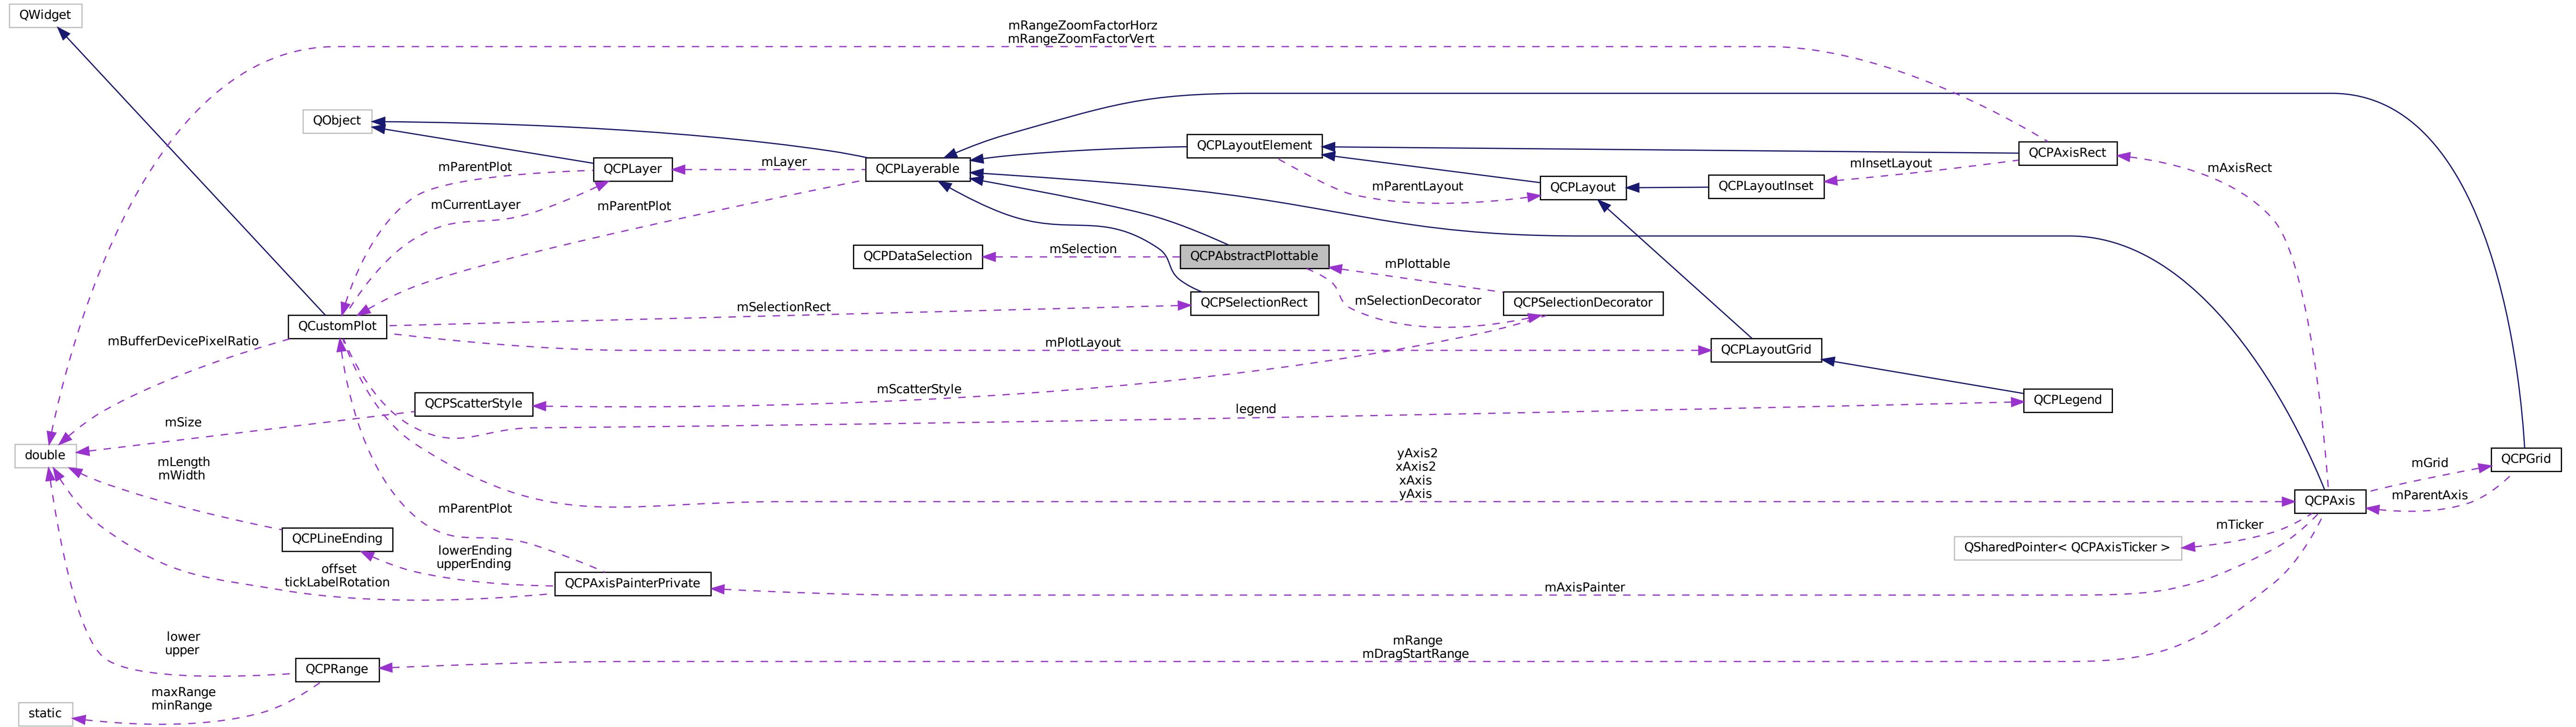 QWidget
mRangeZoomFactorHorz
mRangeZoomFactorVert
QObject
QCPLayer
mLayer
QCPLayerable
QCPLayoutElement
QCPAxisRect
mParentPlot
mInsetLayout
mAxisRect
mParentLayout
QCPLayout
QCPLayoutInset
mCurrentLayer
mParentPlot
QCPDataSelection
mSelection
QCPAbstractPlottable
mPlottable
mSelectionRect
QCPSelectionRect
mSelectionDecorator
QCPSelectionDecorator
QCustomPlot
mBufferDevicePixelRatio
mPlotLayout
QCPLayoutGrid
mScatterStyle
QCPScatterStyle
legend
QCPLegend
mSize
double
mLength
mWidth
yAxis2
xAxis2
xAxis
yAxis
mGrid
QCPGrid
mParentAxis
QCPAxis
mParentPlot
mTicker
QCPLineEnding
lowerEnding
upperEnding
QSharedPointer< QCPAxisTicker >
offset
tickLabelRotation
QCPAxisPainterPrivate
mAxisPainter
lower
upper
mRange
mDragStartRange
QCPRange
maxRange
minRange
static